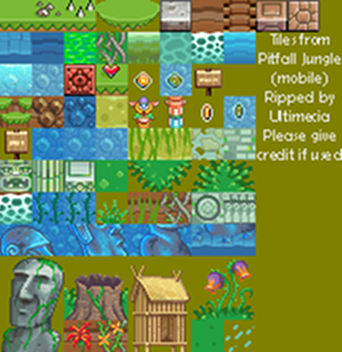 Tiles from
Pitfall Jungle
(mobile)
Ripped by
Ultimecia
Please give
credit if used